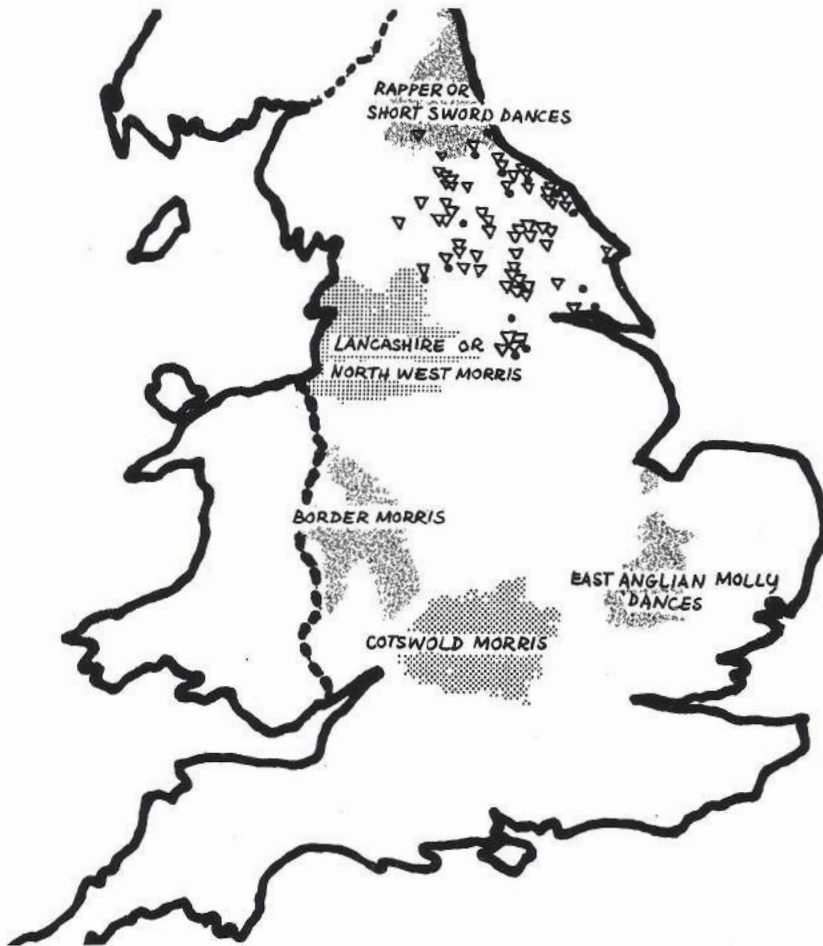 RAPPER OR
SHORT SWORD DANCES
LANCASHIRE OR
NORTH WEST MORRIS
BORDER MORRIS
EAST ANGLIAN MOLLY
DANCES
COTSWOLD MORRIS